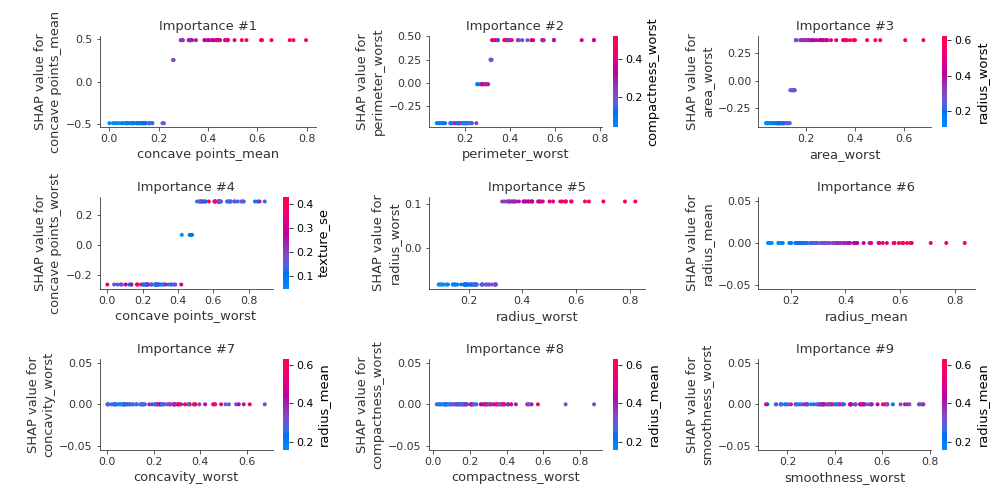 Importance #1
SHAP value for
concave points_mean
0.5
0.0
−0.5
0.0
0.2
0.4
0.6
0.8
concave points_mean
Importance #2
SHAP value for
perimeter_worst
0.50
0.25
0.00
−0.25
0.2
0.4
0.6
0.8
perimeter_worst
0.4
0.2
compactness_worst
Importance #3
SHAP value for
area_worst
0.25
0.00
−0.25
0.2
0.4
0.6
area_worst
0.6
0.4
0.2
radius_worst
Importance #4
SHAP value for
concave points_worst
0.2
0.0
−0.2
0.0
0.2
0.4
0.6
0.8
concave points_worst
0.4
0.3
0.2
0.1
texture_se
Importance #5
SHAP value for
radius_worst
0.1
0.0
0.2
0.4
0.6
0.8
radius_worst
Importance #6
SHAP value for
radius_mean
0.05
0.00
−0.05
0.2
0.4
0.6
0.8
radius_mean
Importance #7
SHAP value for
concavity_worst
0.05
0.00
−0.05
0.0
0.2
0.4
0.6
concavity_worst
0.6
0.4
0.2
radius_mean
Importance #8
SHAP value for
compactness_worst
0.05
0.00
−0.05
0.0
0.2
0.4
0.6
0.8
1.0
compactness_worst
0.6
0.4
0.2
radius_mean
Importance #9
SHAP value for
smoothness_worst
0.05
0.00
−0.05
0.2
0.4
0.6
0.8
smoothness_worst
0.6
0.4
0.2
radius_mean